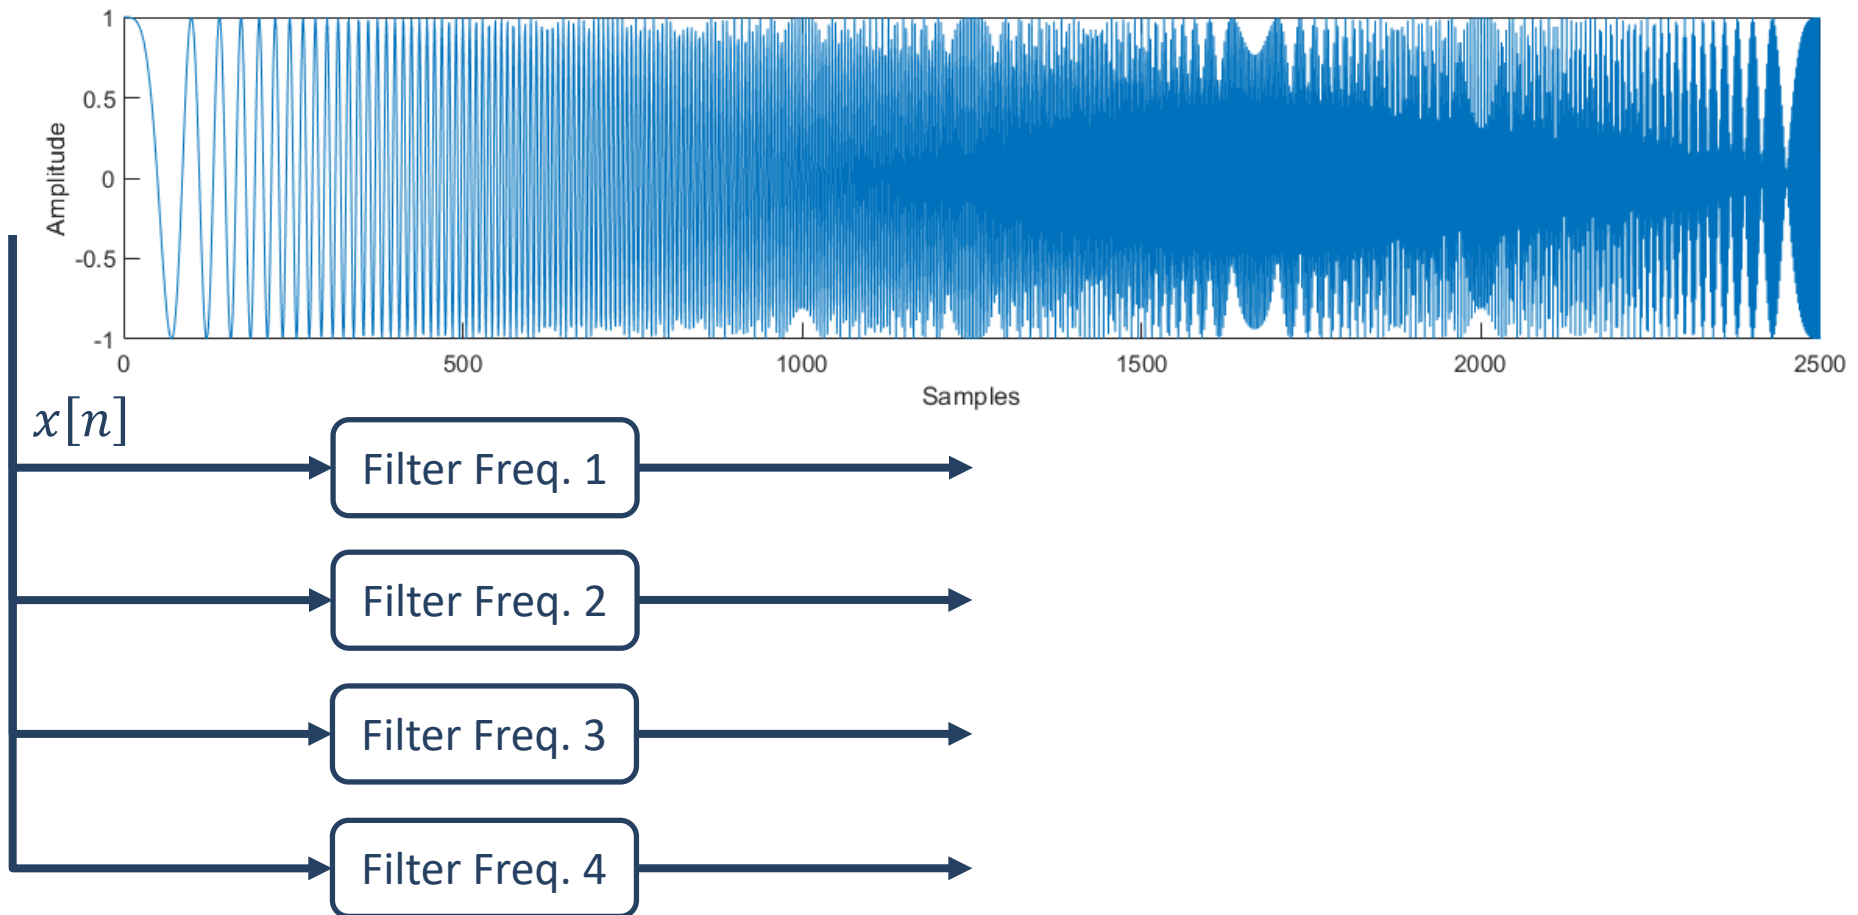 1
0.5
0
-0.5
-1
Amplitude
0 500 1000 1500 2000 2500
Samples
x[n]
Filter Freq. 1
Filter Freq. 2
Filter Freq. 3
Filter Freq. 4